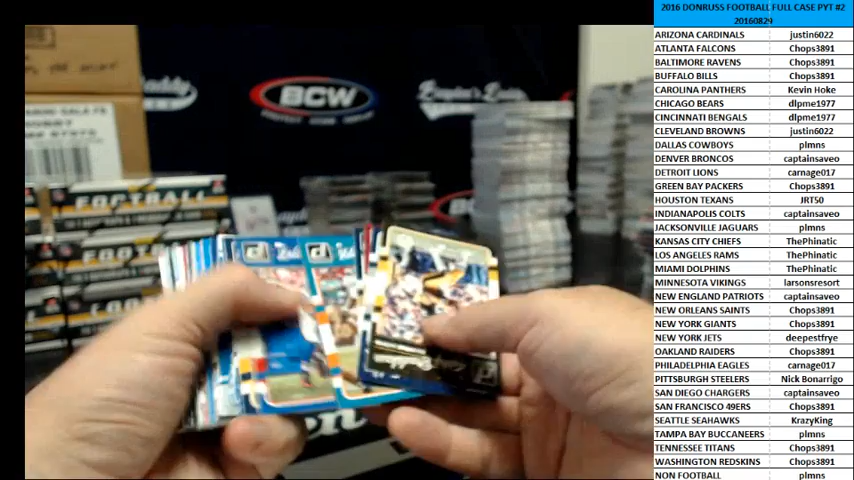 2016 DONRUSS FOOTBALL FULL CASE PYT #2
20160829
ARIZONA CARDINALS justin6022
ATLANTA FALCONS Chops3891
BALTIMORE RAVENS Chops3891
BUFFALO BILLS Chops3891
CAROLINA PANTHERS Kevin Hoke
CHICAGO BEARS dlpme1977
CINCINNATI BENGALS dlpme1977
CLEVELAND BROWNS justin6022
DALLAS COWBOYS plmns
DENVER BRONCOS captainsaveo
DETROIT LIONS carnage017
GREEN BAY PACKERS Chops3891
HOUSTON TEXANS JRT50
INDIANAPOLIS COLTS captainsaveo
JACKSONVILLE JAGUARS plmns
KANSAS CITY CHIEFS ThePhinatic
LOS ANGELES RAMS ThePhinatic
MIAMI DOLPHINS ThePhinatic
MINNESOTA VIKINGS larsonsresort
NEW ENGLAND PATRIOTS captainsaveo
NEW ORLEANS SAINTS Chops3891
NEW YORK GIANTS Chops3891
NEW YORK JETS deepestfrye
OAKLAND RAIDERS Chops3891
PHILADELPHIA EAGLES carnage017
PITTSBURGH STEELERS Nick Bonarrigo
SAN DIEGO CHARGERS captainsaveo
SAN FRANCISCO 49ERS Chops3891
SEATTLE SEAHAWKS KrazyKing
TAMPA BAY BUCCANEERS plmns
TENNESSEE TITANS Chops3891
WASHINGTON REDSKINS Chops3891
NON FOOTBALL plmns
BCW
FOOTBALL